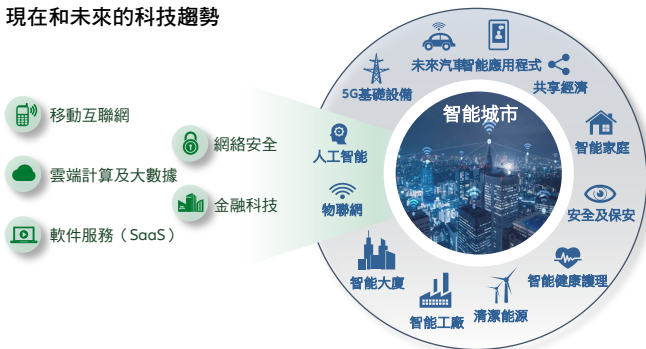 現在和未來的科技趨勢
移動互聯網
雲端計算及大數據
軟件服務（SaaS）
網絡安全
金融科技
人工智能
物聯網
5G基礎設備
未來汽車
智能應用程式
共享經濟
智能家庭
安全及保安
智能健康護理
清潔能源
智能工廠
智能大廈
智能城市